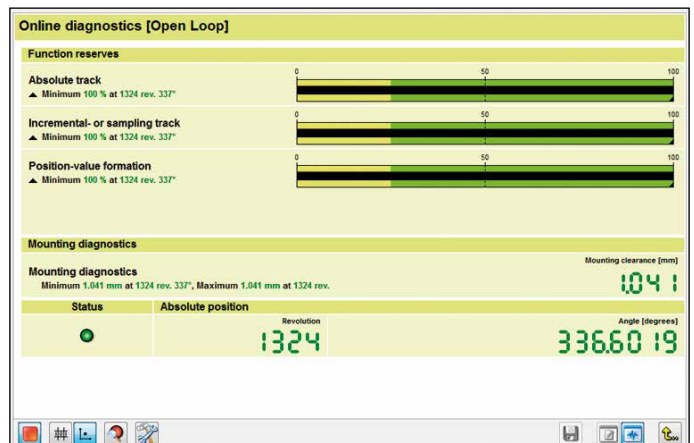 Online diagnostics [Open Loop]
Function reserves
Absolute track
Minimum 100 % at 1324 rev. 337°
0 50 100
Incremental- or sampling track
Minimum 100 % at 1324 rev. 337°
0 50 100
Position-value formation
Minimum 100 % at 1324 rev. 337°
0 50 100
Mounting diagnostics
Mounting clearance [mm]
Mounting diagnostics
Minimum 1.041 mm at 1324 rev. 337°, Maximum 1.041 mm at 1324 rev.
1.041
Status Absolute position
Revolution Angle [degrees]
1324 336.6019